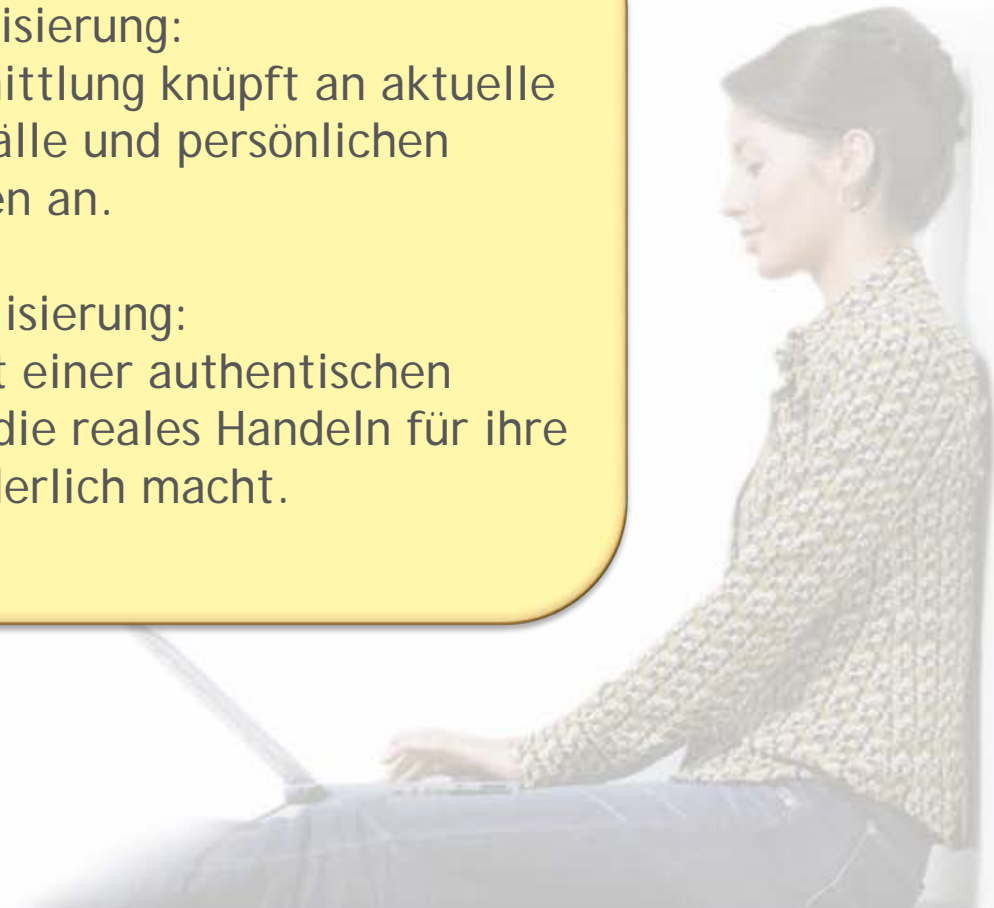 isierung:
ittlung knüpft an aktuelle
älle und persönlichen
en an.
isierung:
t einer authentischen
die reales Handeln für ihre
lerlich macht.